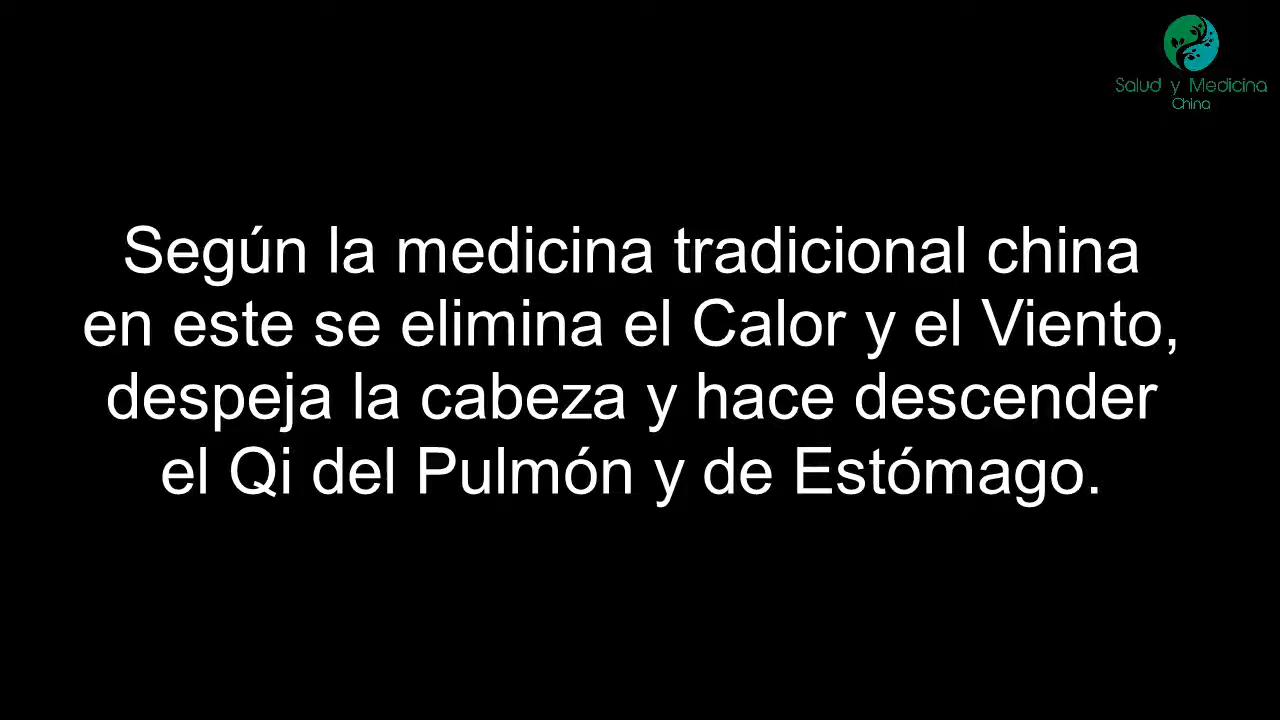 Salud y Medicina
China
Según la medicina tradicional china
en este se elimina el Calor y el Viento,
despeja la cabeza y hace descender
el Qi del Pulmón y de Estómago.